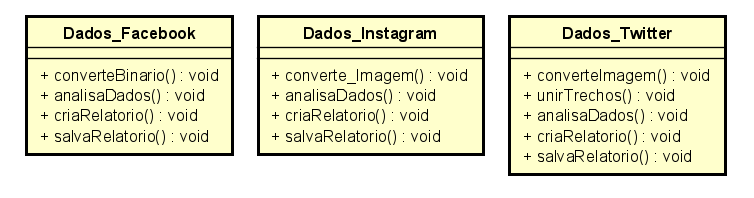 Dados_Facebook
+ converteBinario() : void
+ analisaDados() : void
+ criaRelatorio() : void
+ salvaRelatorio() : void
Dados_Instagram
+ converte_Imagem() : void
+ analisaDados() : void
+ criaRelatorio() : void
+ salvaRelatorio() : void
Dados_Twitter
+ converteImagem() : void
+ unirTrechos() : void
+ analisaDados() : void
+ criaRelatorio() : void
+ salvaRelatorio() : void